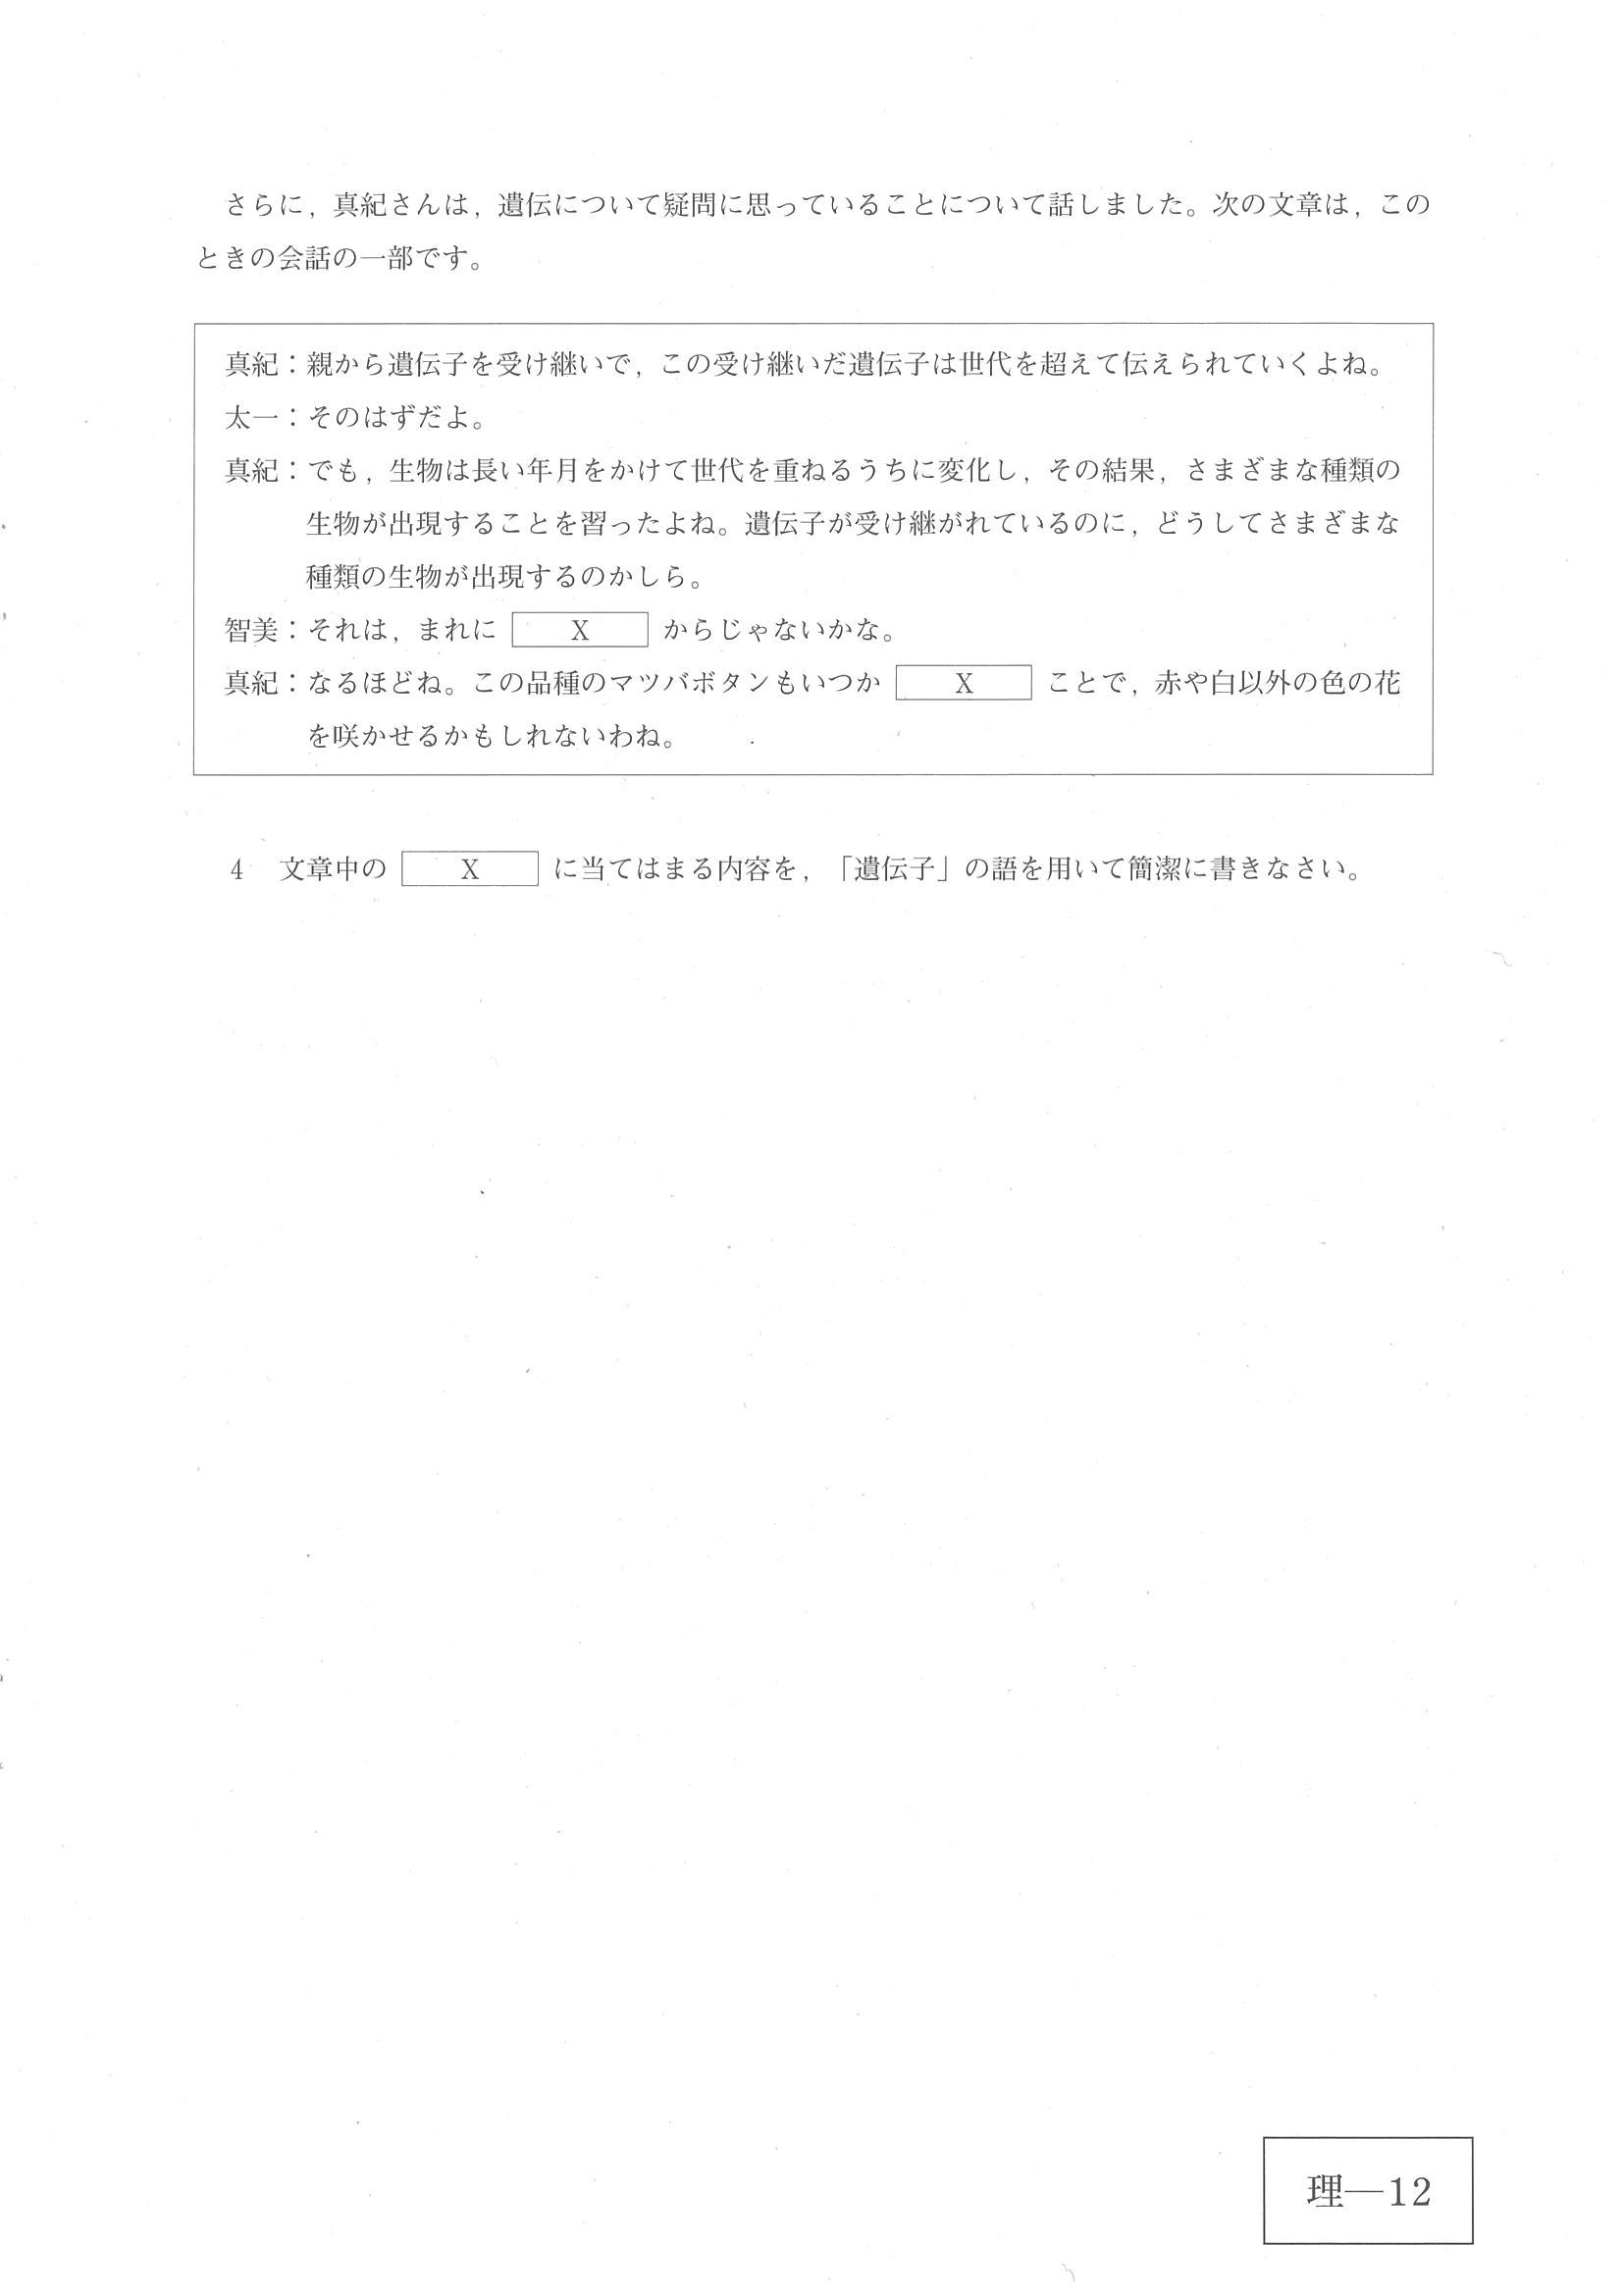 さらに，真紀さんは，遺伝について疑問に思っていることについて話しました。次の文章は，この
ときの会話の一部です。
真紀：親から遺伝子を受け継いで，この受け継いだ遺伝子は世代を超えて伝えられていくよね。
太一：そのはずだよ。
真紀：でも，生物は長い年月をかけて世代を重ねるうちに変化し，その結果，さまざまな種類の
生物が出現することを習ったよね。遺伝子が受け継がれているのに，どうしてさまざまな
種類の生物が出現するのかしら。
智美：それは，まれに X からじゃないかな。
真紀：なるほどね。この品種のマツバボタンもいつか X ことで，赤や白以外の色の花
を咲かせるかもしれないわね。
4 文章中の X に当てはまる内容を，「遺伝子」の語を用いて簡潔に書きなさい。
理—12